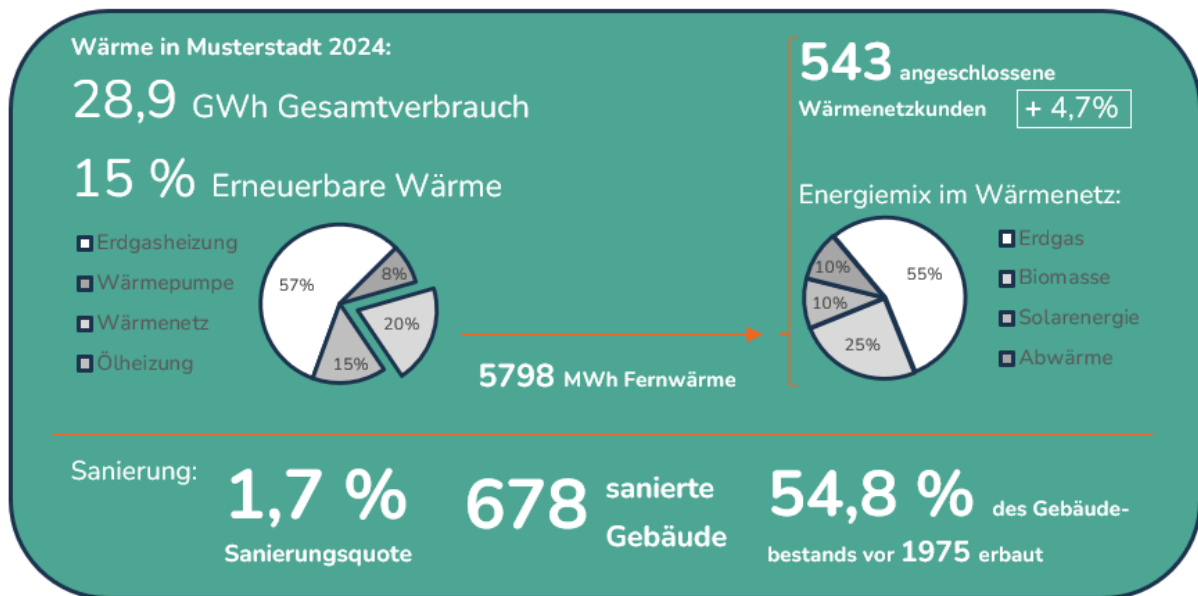 Wärme in Musterstadt 2024:
28,9 GWh Gesamtverbrauch
15 % Erneuerbare Wärme
Erdgasheizung
Wärmepumpe
Wärmenetz
Ölheizung
57%
8%
20%
15%
5798 MWh Fernwärme
543 angeschlossene
Wärmenetzkunden + 4,7%
Energiemix im Wärmenetz:
10%
55%
10%
25%
Erdgas
Biomasse
Solarenergie
Abwärme
Sanierung:
1,7 %
Sanierungsquote
678 sanierte
Gebäude
54,8 % des Gebäude-
bestands vor 1975 erbaut